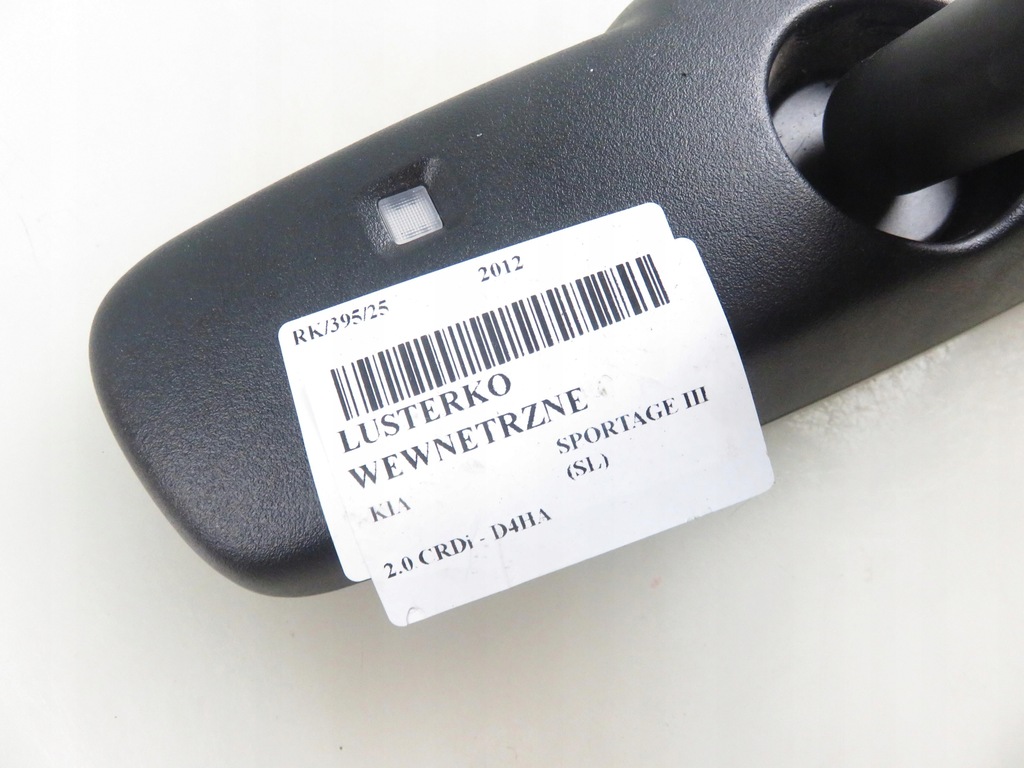 RK/395/25 2012
LUSTERKO
WEWNETRZNE
KIA SPORTAGE III
(SL)
2.0 CRDi - D4HA